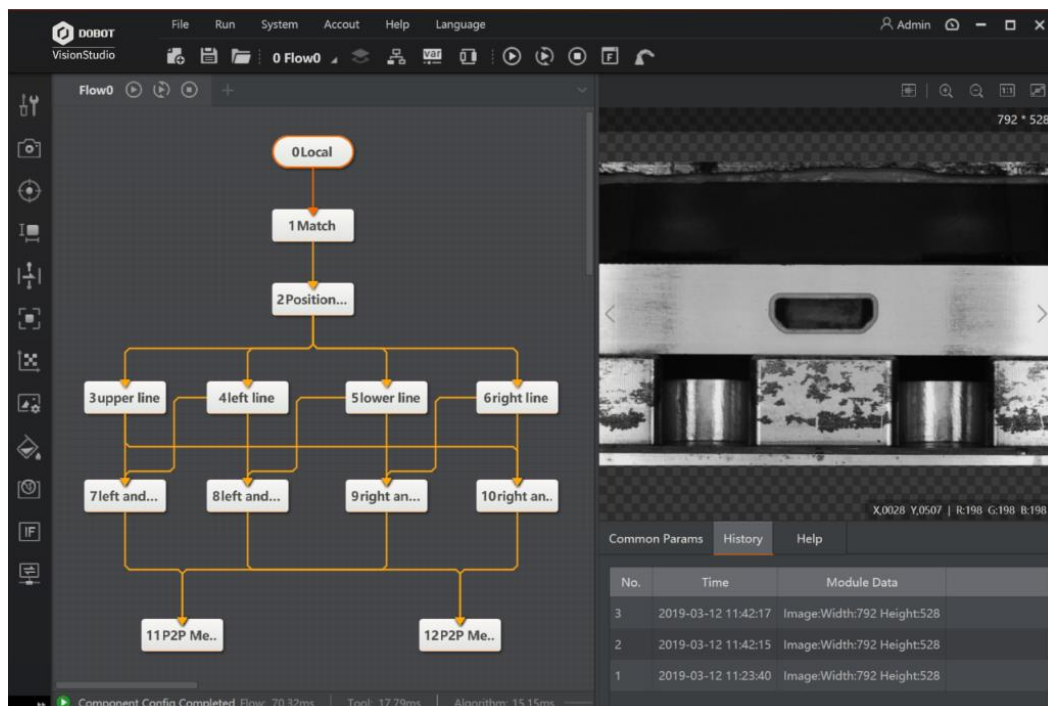 DOBOT
VisionStudio
File Run System Accout Help Language
Admin
0 Flow0
var
F
1:1
Flow0
792 * 528
0Local
1Match
2Position...
3upper line 4left line 5lower line 6right line
7left and... 8left and... 9right an... 10right an..
11P2P Me.. 12P2P Me..
IF
X,0028 Y,0507 | R:198 G:198 B:198
Common Params History Help
No. Time Module Data
3 2019-03-12 11:42:17 Image:Width:792 Height:528
2 2019-03-12 11:42:15 Image:Width:792 Height:528
1 2019-03-12 11:23:40 Image:Width:792 Height:528
Component Config Completed Flow: 70.32ms Tool: 17.79ms Algorithm: 15.15ms